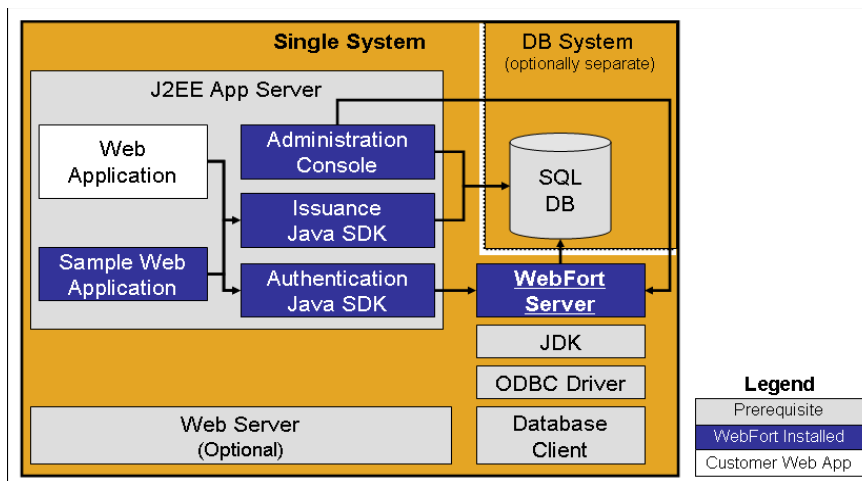 Single System
DB System
(optionally separate)
J2EE App Server
Web
Application
Administration
Console
SQL
DB
Issuance
Java SDK
Sample Web
Application
Authentication
Java SDK
WebFort
Server
JDK
ODBC Driver
Web Server
(Optional)
Database
Client
Legend
Prerequisite
WebFort Installed
Customer Web App